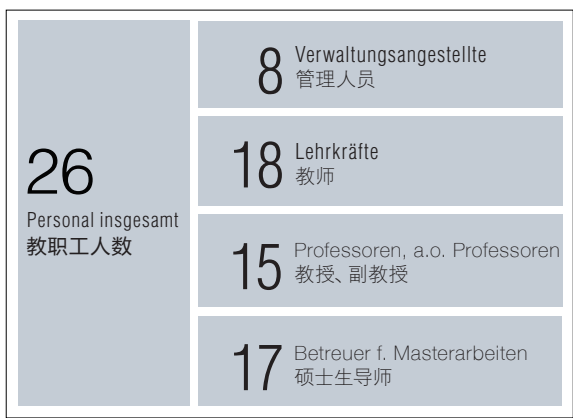 26
Personal insgesamt
教职工人数
8
Verwaltungsangestellte
管理人员
18
Lehrkräfte
教师
15
Professoren, a.o. Professoren
教授、副教授
17
Betreuer f. Masterarbeiten
硕士生导师